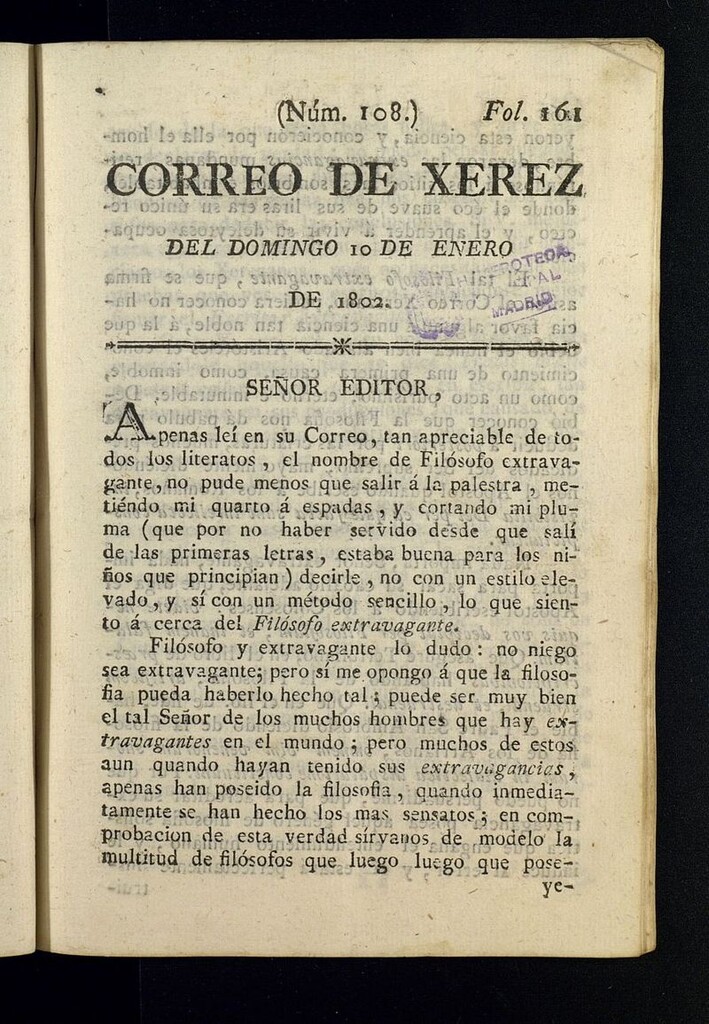 (Núm. 108.) Fol. 161
CORREO DE XEREZ
DEL DOMINGO 10 DE ENERO
DE 1802.
MADRID
SEÑOR EDITOR,
Apenas leí en su Correo, tan apreciable de to-
dos los literatos, el nombre de Filósofo extrava-
gante, no pude menos que salir á la palestra, me-
tiéndo mi quarto á espadas, y cortando mi plu-
ma (que por no haber servido desde que salí
de las primeras letras, estaba buena para los ni-
ños que principian) decirle, no con un estilo ele-
vado, y sí con un método sencillo, lo que sien-
to á cerca del Filósofo extravagante.
Filósofo y extravagante lo dudo: no niego
sea extravagante; pero sí me opongo á que la filoso-
fia pueda haberlo hecho tal; puede ser muy bien
el tal Señor de los muchos hombres que hay ex-
travagantes en el mundo; pero muchos de estos
aun quando hayan tenido sus extravagancias,
apenas han poseido la filosofia, quando inmedia-
tamente se han hecho los mas sensatos; en com-
probacion de esta verdad sírvanos de modelo la
multitud de filósofos que luego luego que pose-
ye-